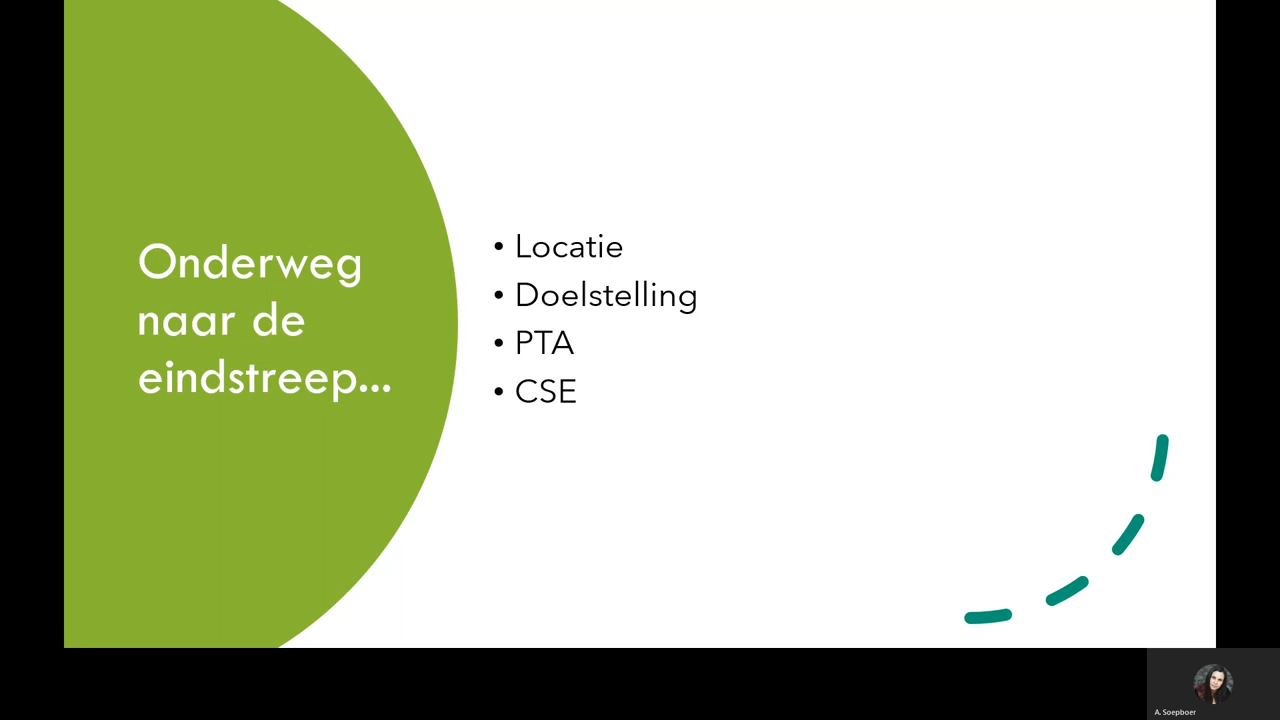 Onderweg
naar de
eindstreep...
• Locatie
• Doelstelling
• PTA
• CSE
A. Soepboer